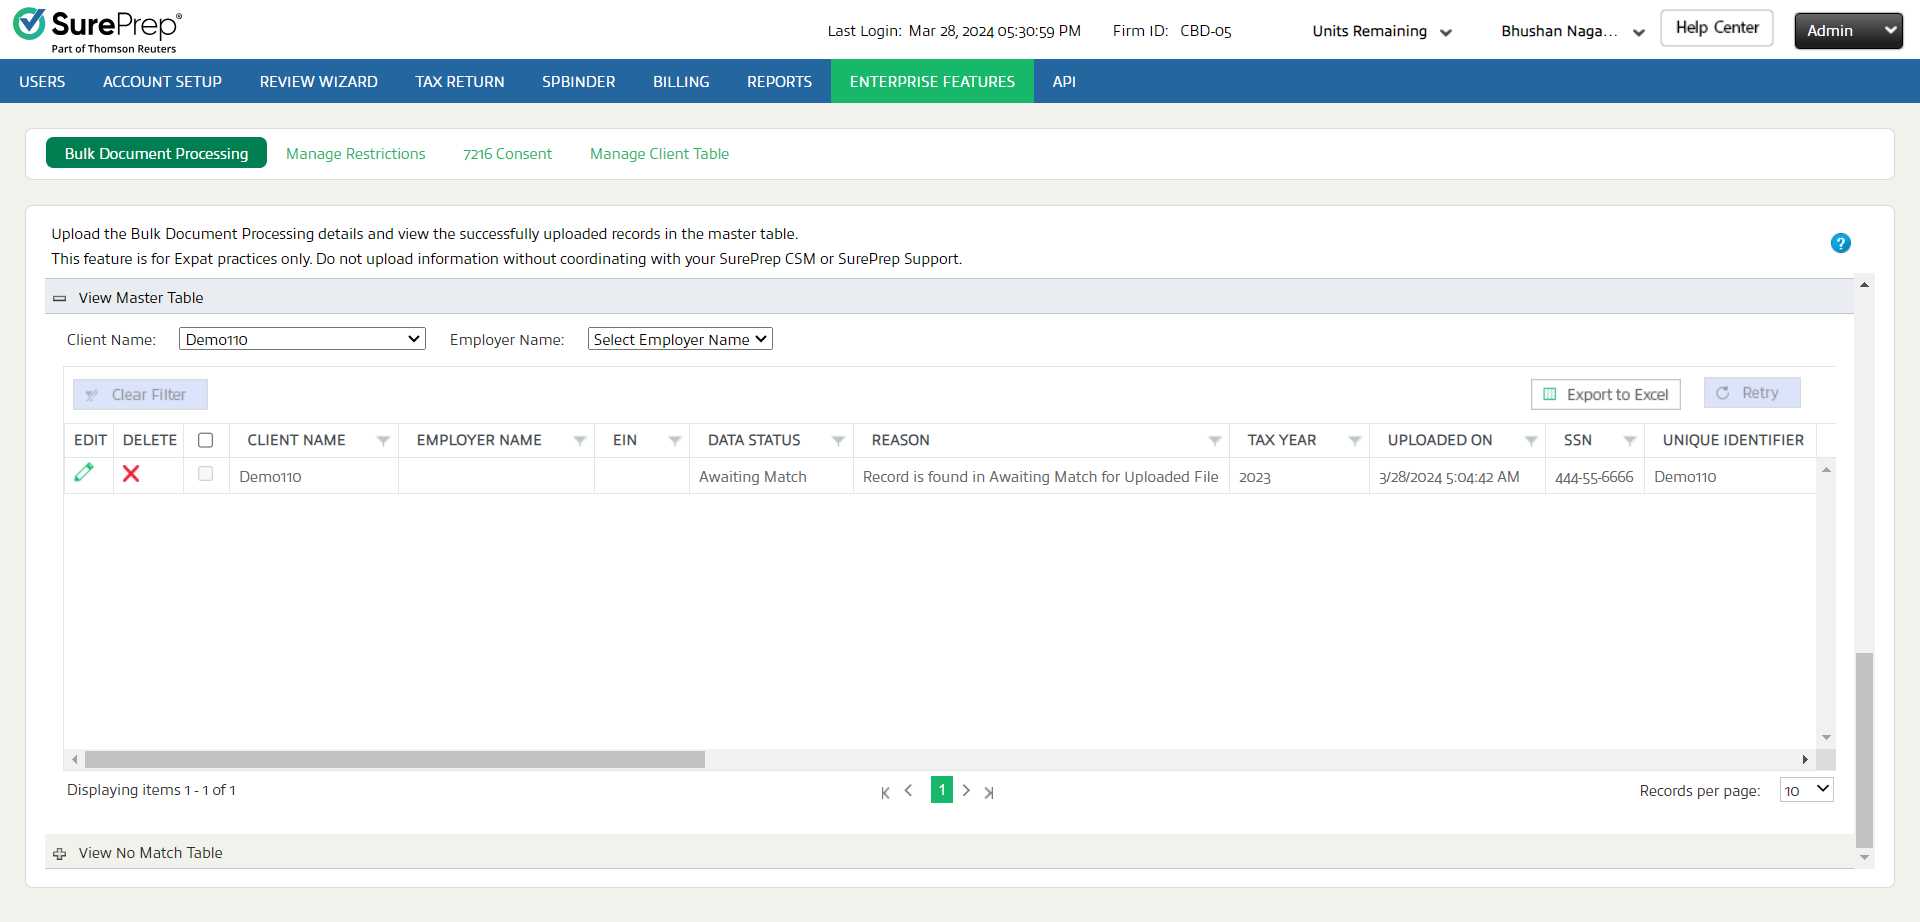 SurePrep®
Part of Thomson Reuters
Last Login: Mar 28, 2024 05:30:59 PM Firm ID: CBD-05 Units Remaining Bhushan Naga... Help Center Admin
USERS ACCOUNT SETUP REVIEW WIZARD TAX RETURN SPBINDER BILLING REPORTS ENTERPRISE FEATURES API
Bulk Document Processing Manage Restrictions 7216 Consent Manage Client Table
Upload the Bulk Document Processing details and view the successfully uploaded records in the master table.
This feature is for Expat practices only. Do not upload information without coordinating with your SurePrep CSM or SurePrep Support.
?
View Master Table
Client Name: Demo110 Employer Name: Select Employer Name
Clear Filter Export to Excel Retry
EDIT DELETE CLIENT NAME EMPLOYER NAME EIN DATA STATUS REASON TAX YEAR UPLOADED ON SSN UNIQUE IDENTIFIER
Demo110 Awaiting Match Record is found in Awaiting Match for Uploaded File 2023 3/28/2024 5:04:42 AM 444-55-6666 Demo110
Displaying items 1 - 1 of 1 1 Records per page: 10
View No Match Table